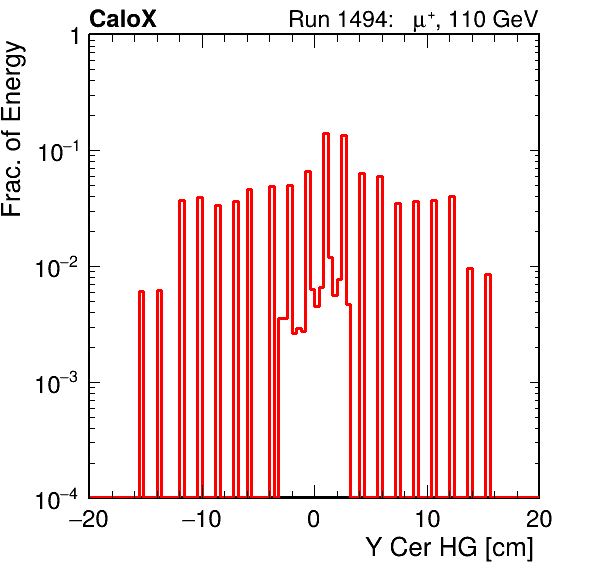 CaloX Run 1494: μ⁺, 110 GeV
Frac. of Energy
1
10⁻¹
10⁻²
10⁻³
10⁻⁴
−20 −10 0 10 20
Y Cer HG [cm]